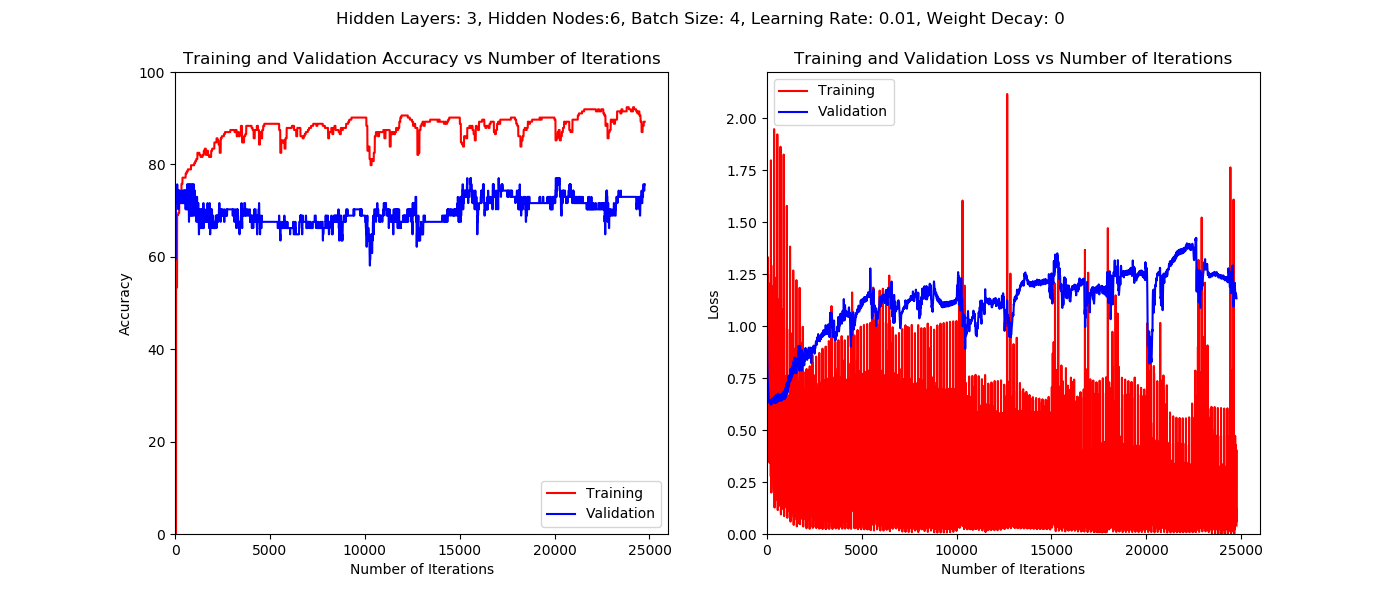 Hidden Layers: 3, Hidden Nodes:6, Batch Size: 4, Learning Rate: 0.01, Weight Decay: 0
Training and Validation Accuracy vs Number of Iterations
100
80
60
40
20
0
Accuracy
0 5000 10000 15000 20000 25000
Number of Iterations
Training
Validation
Training and Validation Loss vs Number of Iterations
Training
Validation
2.00
1.75
1.50
1.25
1.00
0.75
0.50
0.25
0.00
Loss
0 5000 10000 15000 20000 25000
Number of Iterations